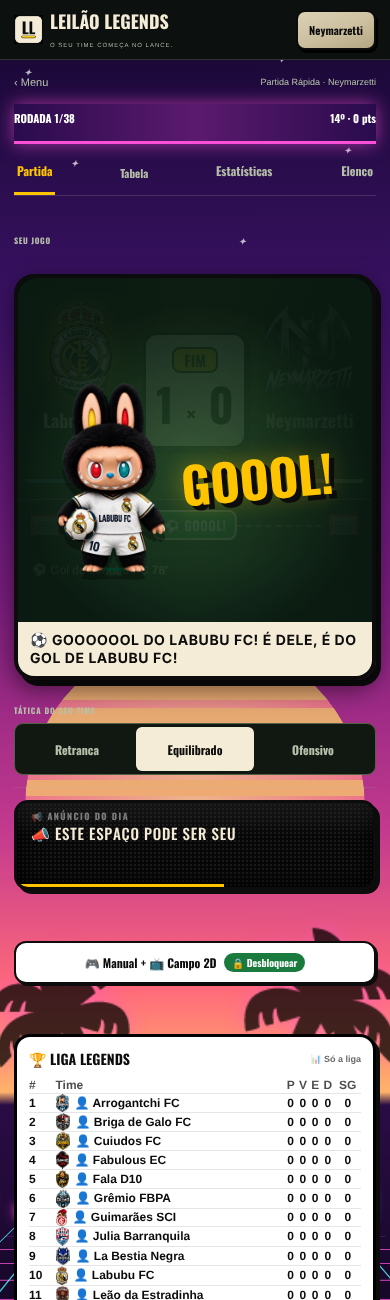 LL
LEILÃO LEGENDS
O SEU TIME COMEÇA NO LANCE.
Neymarzetti
‹ Menu
Partida Rápida · Neymarzetti
RODADA 1/38
14º · 0 pts
Partida
Tabela
Estatísticas
Elenco
SEU JOGO
FIM
1 × 0
Neymarzetti
NEYMARZETTI
GOOOL!
LABUBU FC
10
⚽ GOOOL!
78'
⚽ GOOOOOOL DO LABUBU FC! É DELE, É DO
GOL DE LABUBU FC!
TÁTICA DO SEU TIME
Retranca
Equilibrado
Ofensivo
📢 ANÚNCIO DO DIA
📣 ESTE ESPAÇO PODE SER SEU
🎮 Manual + 📺 Campo 2D 🔒 Desbloquear
🏆 LIGA LEGENDS
📊 Só a liga
# Time P V E D SG
1 👤 Arrogantchi FC 0 0 0 0 0
2 👤 Briga de Galo FC 0 0 0 0 0
3 👤 Cuiudos FC 0 0 0 0 0
4 👤 Fabulous EC 0 0 0 0 0
5 👤 Fala D10 0 0 0 0 0
6 👤 Grêmio FBPA 0 0 0 0 0
7 👤 Guimarães SCI 0 0 0 0 0
8 👤 Julia Barranquila 0 0 0 0 0
9 👤 La Bestia Negra 0 0 0 0 0
10 👤 Labubu FC 0 0 0 0 0
11 👤 Leão da Estradinha 0 0 0 0 0